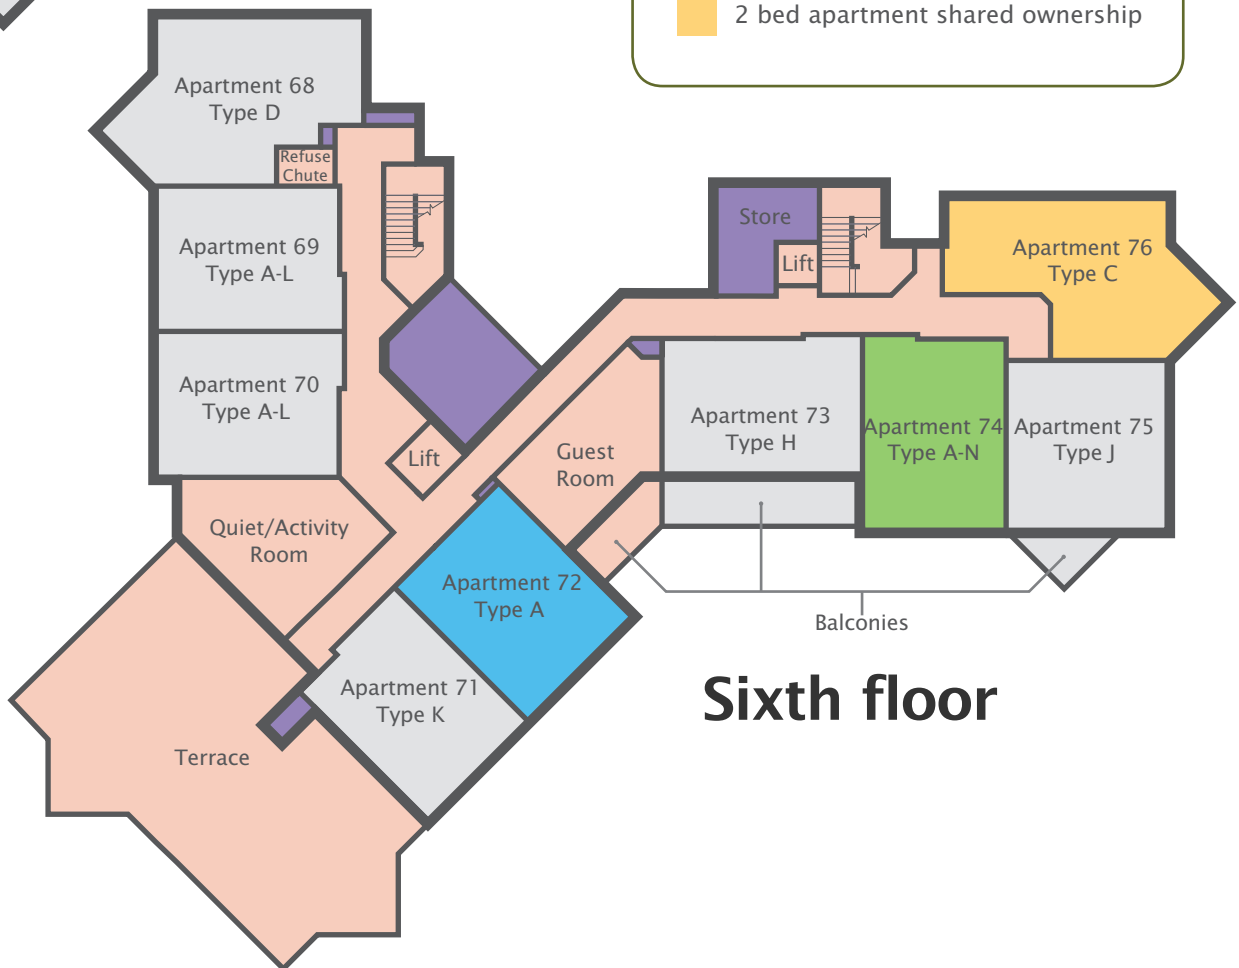 2 bed apartment shared ownership
Apartment 68
Type D
Refuse
Chute
Apartment 69
Type A-L
Apartment 70
Type A-L
Lift
Quiet/Activity
Room
Terrace
Apartment 71
Type K
Apartment 72
Type A
Guest
Room
Store
Lift
Apartment 73
Type H
Apartment 74
Type A-N
Apartment 75
Type J
Apartment 76
Type C
Balconies
Sixth floor